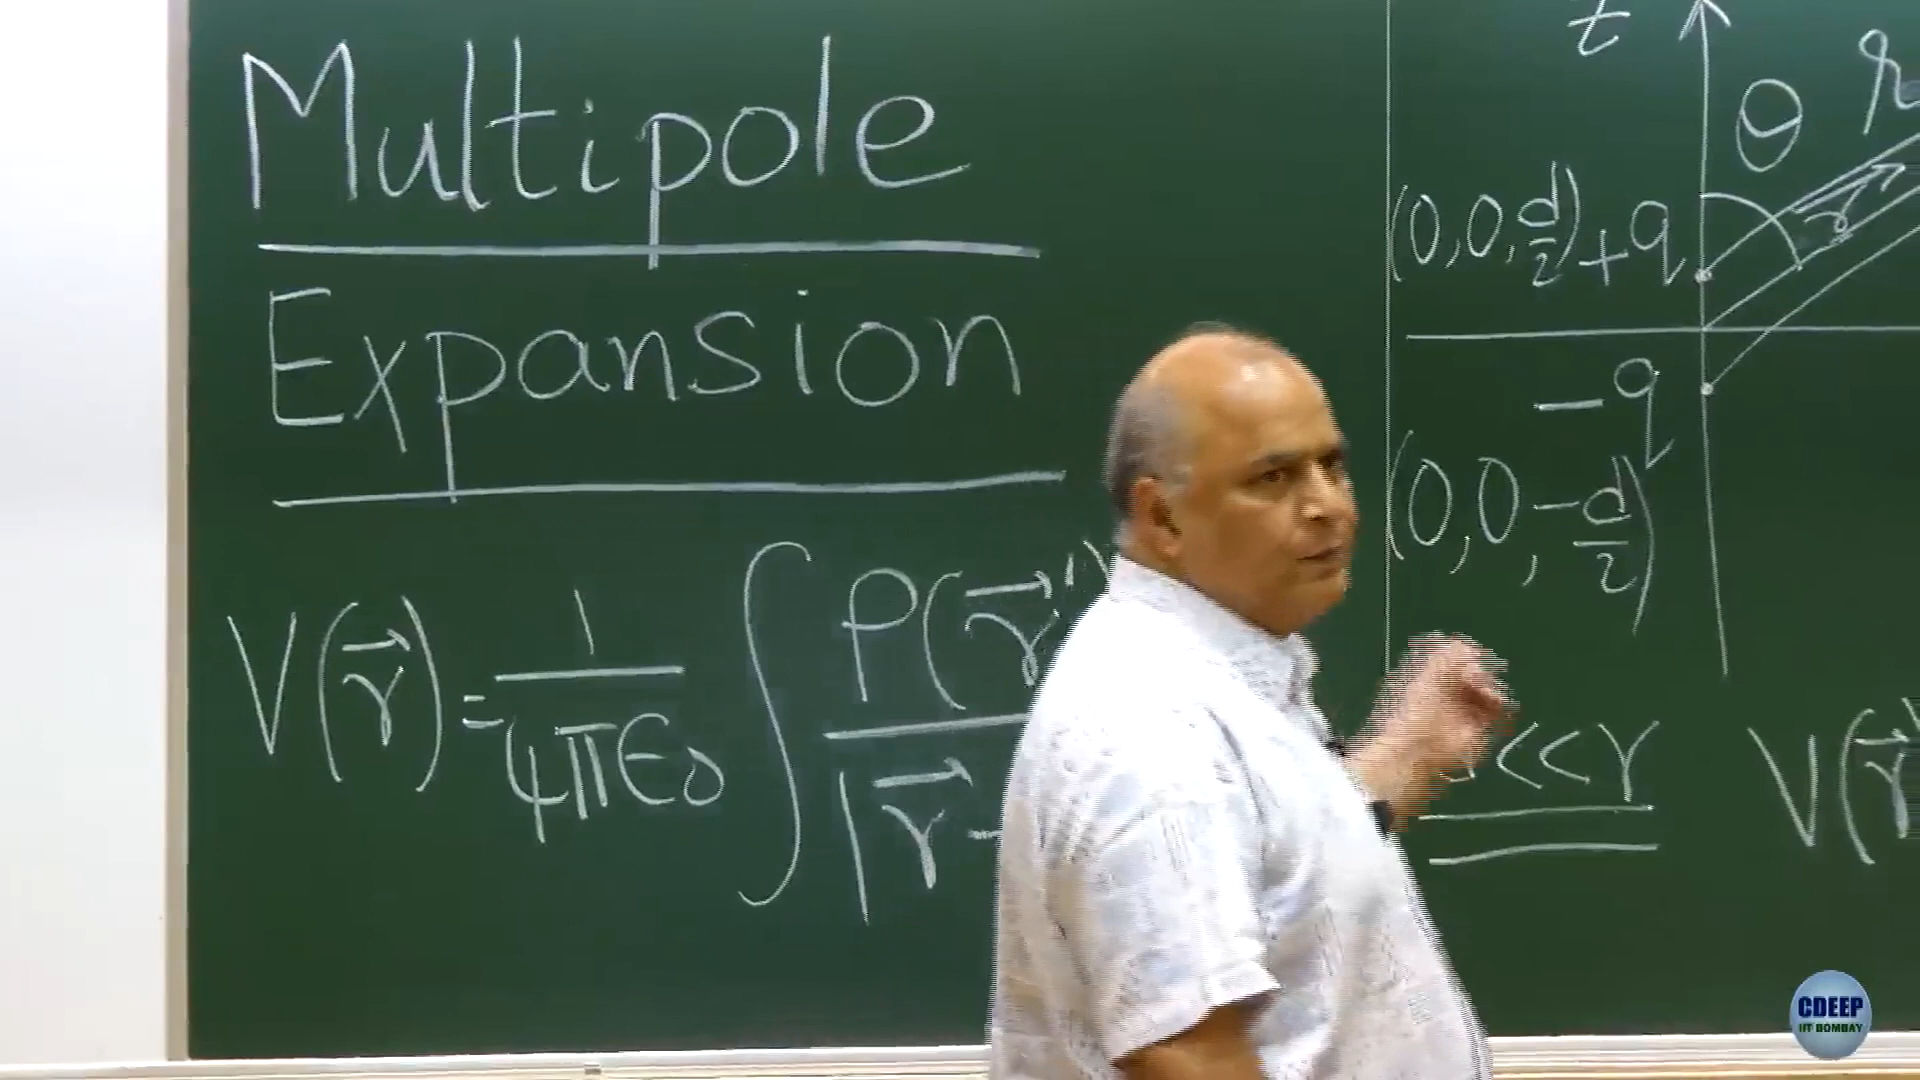 Multipole
Expansion
V(r⃗) = 1/4πϵ0 ∫ ρ(r⃗')/|r⃗ -
z
θ r
(0,0,d/2) +q
r
-q
(0,0,-d/2)
<< r
V(r⃗
CDEEP
IIT BOMBAY